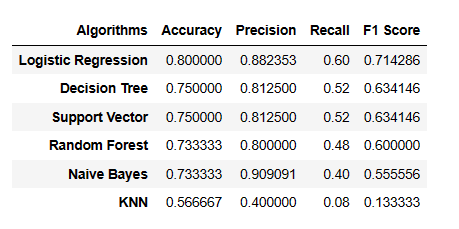 Algorithms Accuracy Precision Recall F1 Score
Logistic Regression 0.800000 0.882353 0.60 0.714286
Decision Tree 0.750000 0.812500 0.52 0.634146
Support Vector 0.750000 0.812500 0.52 0.634146
Random Forest 0.733333 0.800000 0.48 0.600000
Naive Bayes 0.733333 0.909091 0.40 0.555556
KNN 0.566667 0.400000 0.08 0.133333